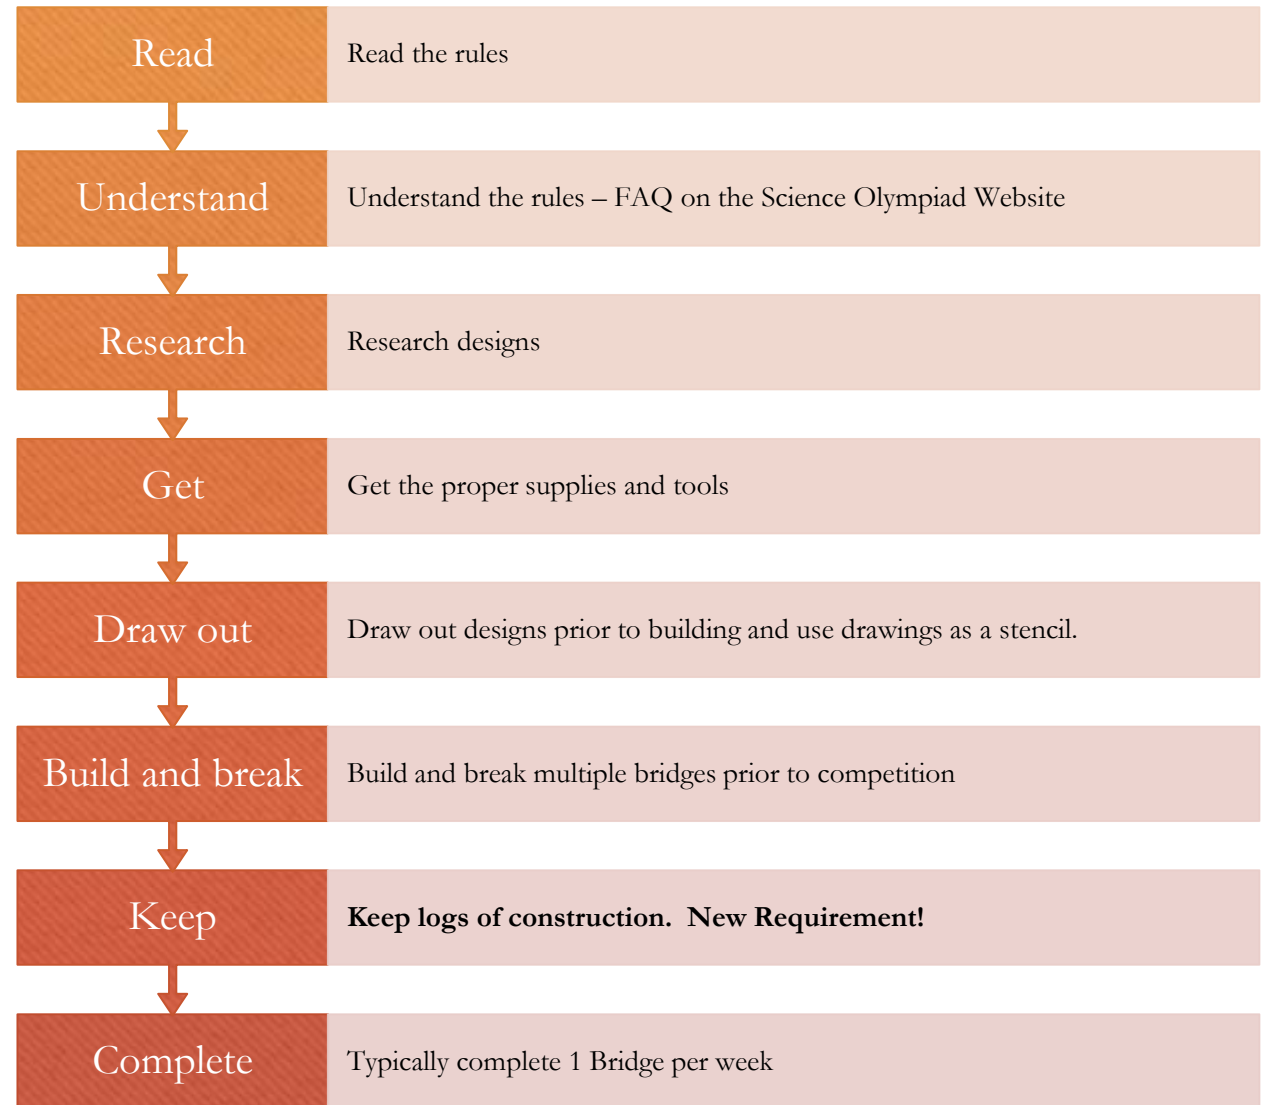 Read
Read the rules
Understand
Understand the rules – FAQ on the Science Olympiad Website
Research
Research designs
Get
Get the proper supplies and tools
Draw out
Draw out designs prior to building and use drawings as a stencil.
Build and break
Build and break multiple bridges prior to competition
Keep
Keep logs of construction.  New Requirement!
Complete
Typically complete 1 Bridge per week